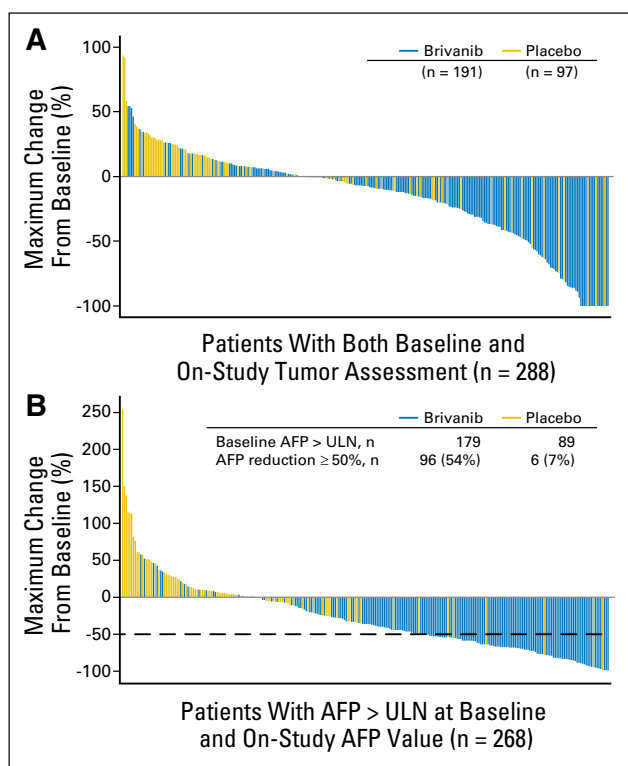 A
Brivanib Placebo
(n = 191) (n = 97)
100
50
0
-50
-100
Maximum Change
From Baseline (%)
Patients With Both Baseline and
On-Study Tumor Assessment (n = 288)
B
Brivanib Placebo
Baseline AFP > ULN, n 179 89
AFP reduction ≥ 50%, n 96 (54%) 6 (7%)
250
200
150
100
50
0
-50
-100
Maximum Change
From Baseline (%)
Patients With AFP > ULN at Baseline
and On-Study AFP Value (n = 268)